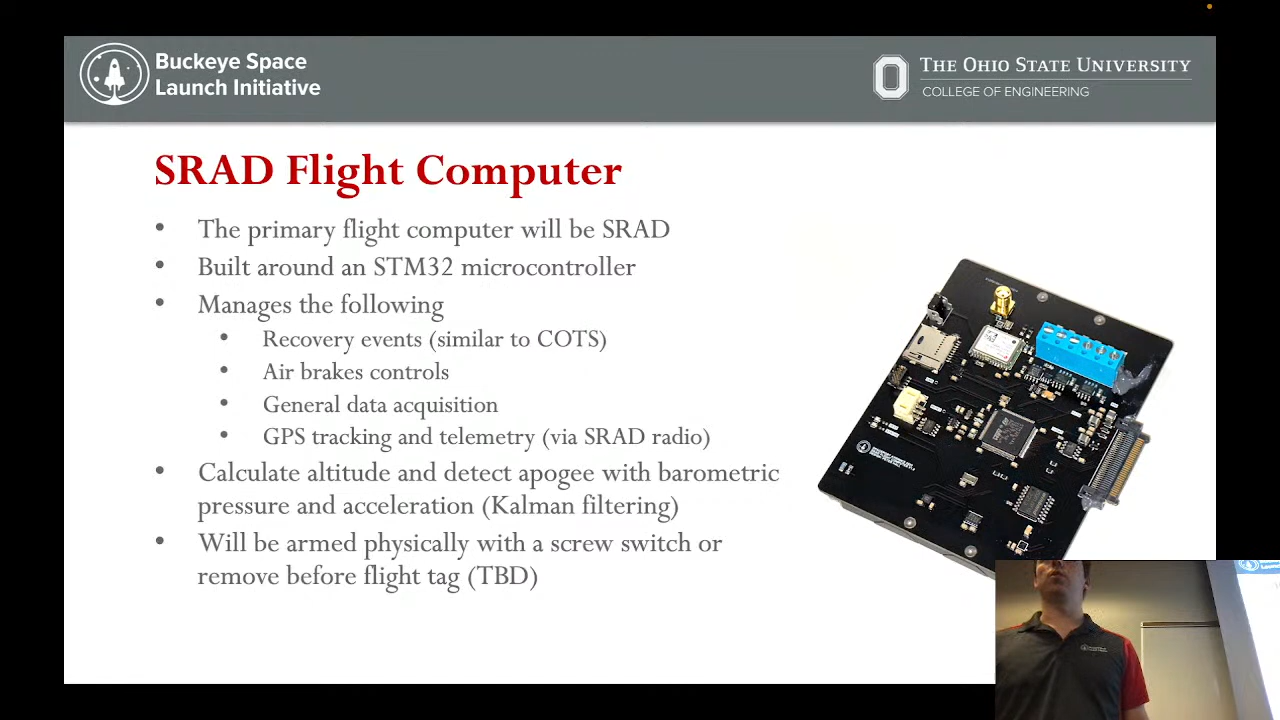 Buckeye Space
Launch Initiative
THE OHIO STATE UNIVERSITY
COLLEGE OF ENGINEERING
SRAD Flight Computer
• The primary flight computer will be SRAD
• Built around an STM32 microcontroller
• Manages the following
• Recovery events (similar to COTS)
• Air brakes controls
• General data acquisition
• GPS tracking and telemetry (via SRAD radio)
• Calculate altitude and detect apogee with barometric
pressure and acceleration (Kalman filtering)
• Will be armed physically with a screw switch or
remove before flight tag (TBD)